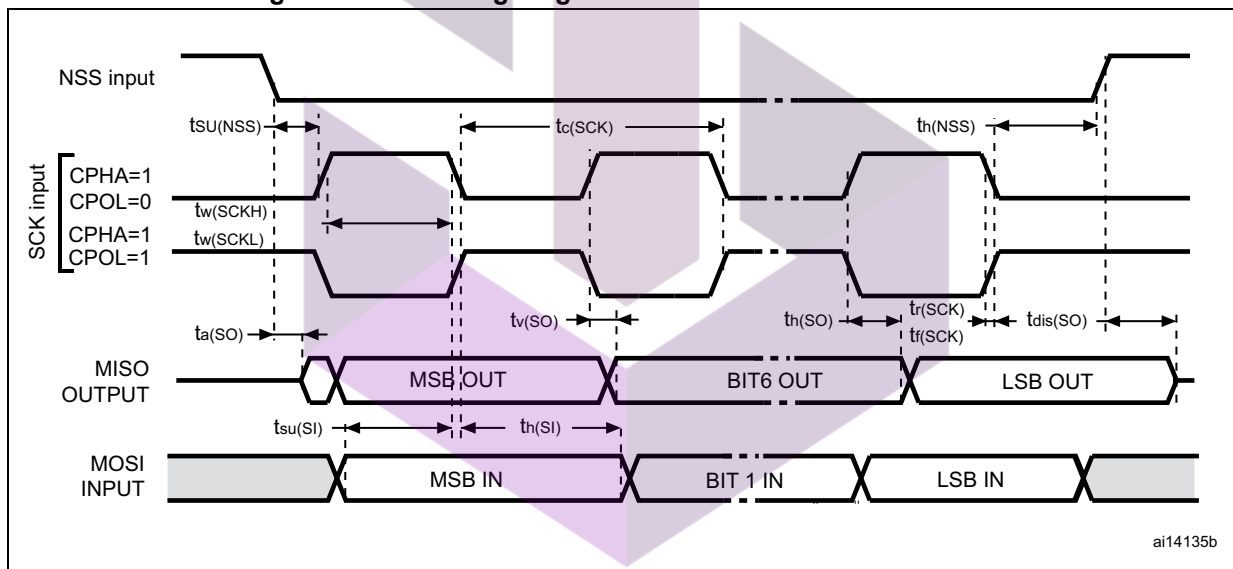 NSS input
tSU(NSS)
tc(SCK)
th(NSS)
SCK input
CPHA=1
CPOL=0
tw(SCKH)
CPHA=1
tw(SCKL)
CPOL=1
ta(SO)
tv(SO)
th(SO)
tr(SCK)
tf(SCK)
tdis(SO)
MISO
OUTPUT
MSB OUT
BIT6 OUT
LSB OUT
tsu(SI)
th(SI)
MOSI
INPUT
MSB IN
BIT 1 IN
LSB IN
ai14135b